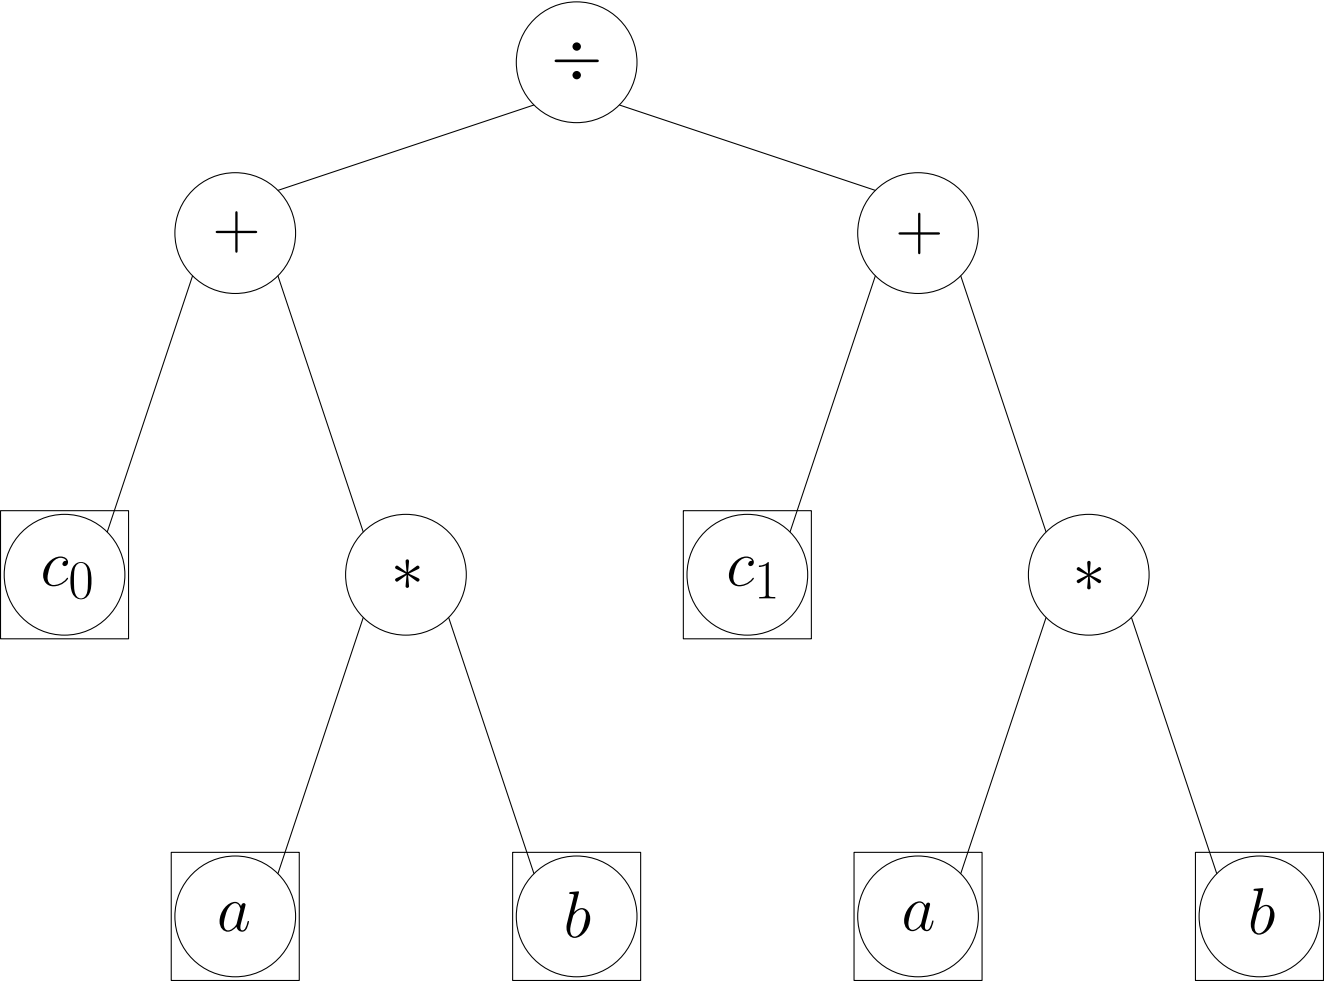 ÷
+ +
c₀ * c₁ *
a b a b